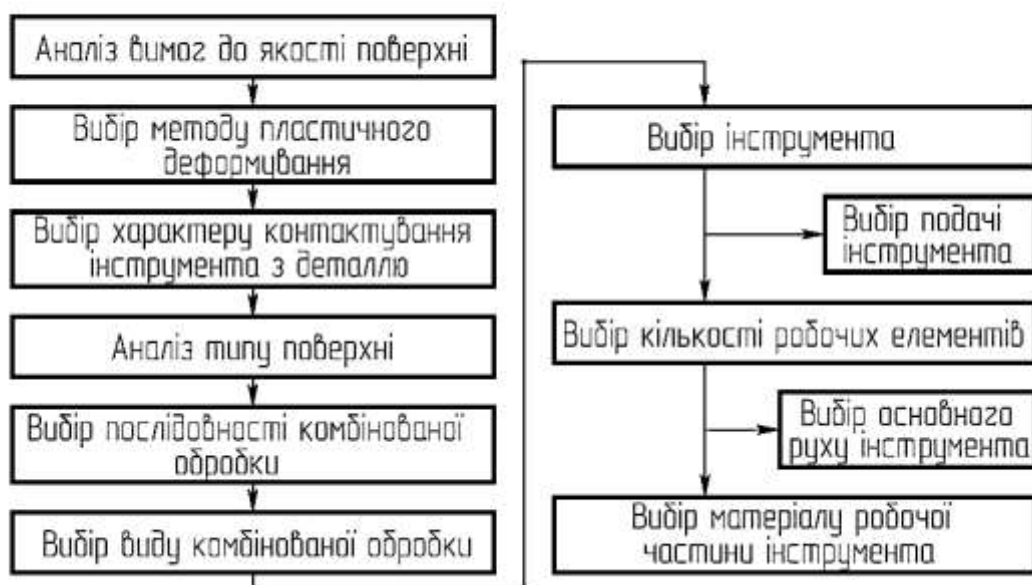 Аналіз вимог до якості поверхні
Вибір методу пластичного
деформування
Вибір характеру контактування
інструмента з деталлю
Аналіз типу поверхні
Вибір послідовності комбінованої
обробки
Вибір виду комбінованої обробки
Вибір інструмента
Вибір подачі
інструмента
Вибір кількості робочих елементів
Вибір основного
руху інструмента
Вибір матеріалу робочої
частини інструмента